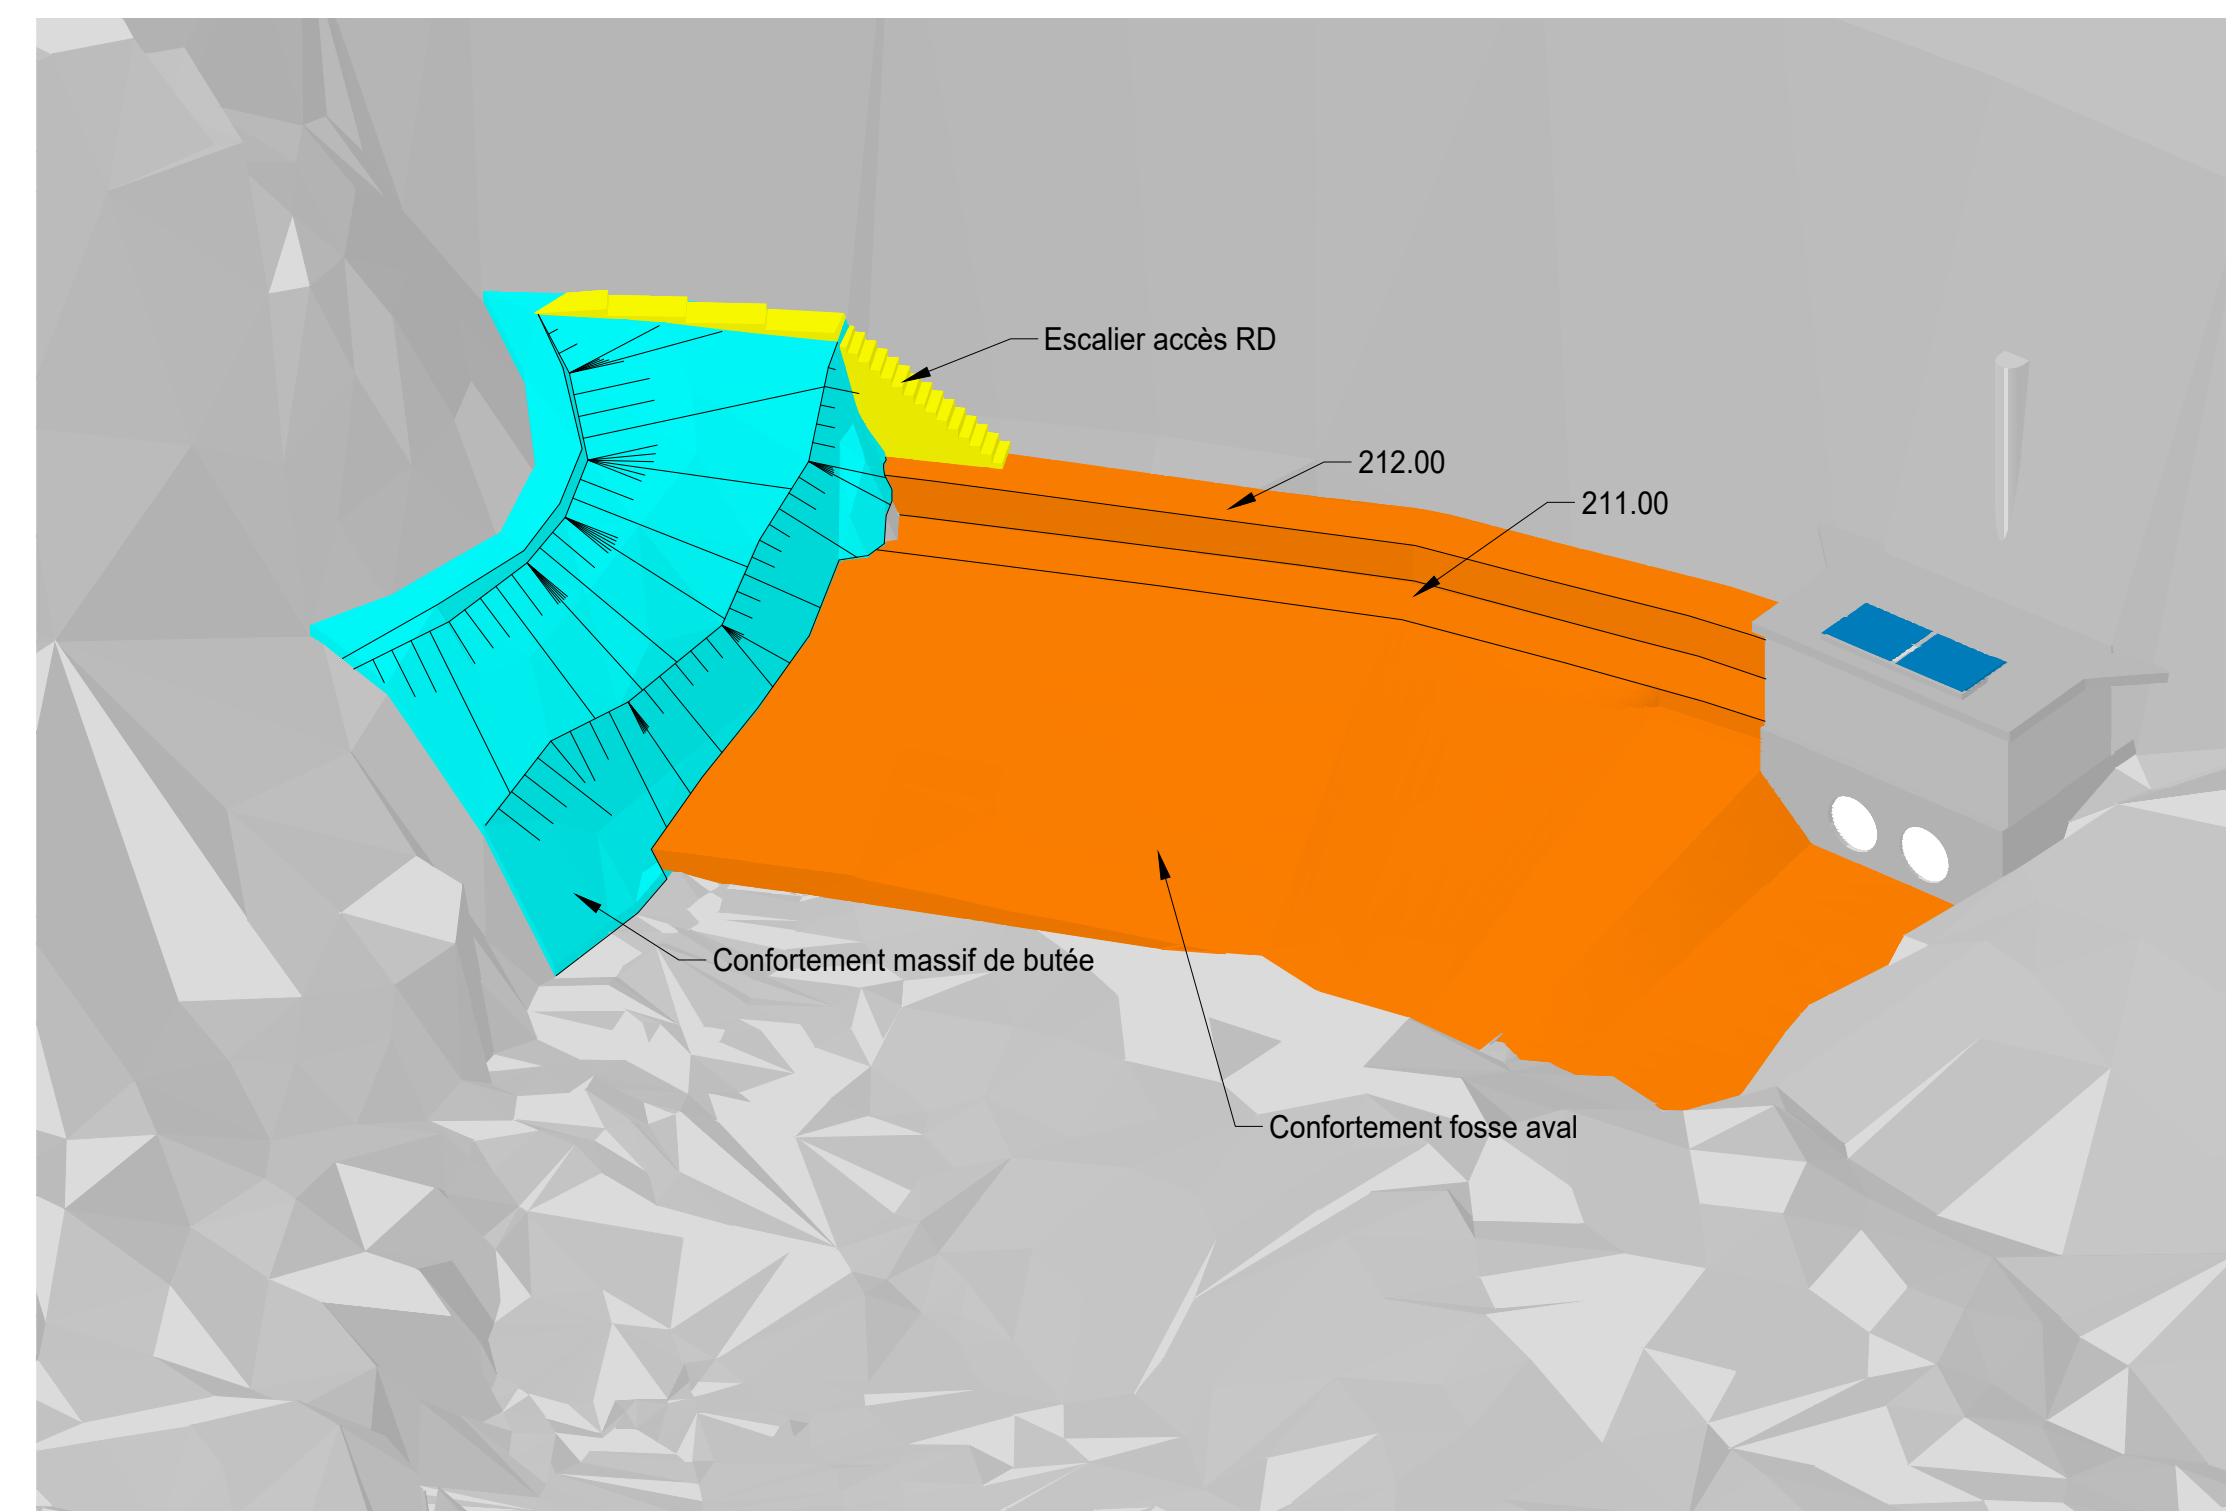 Escalier accès RD
212.00
211.00
Confortement massif de butée
Confortement fosse aval